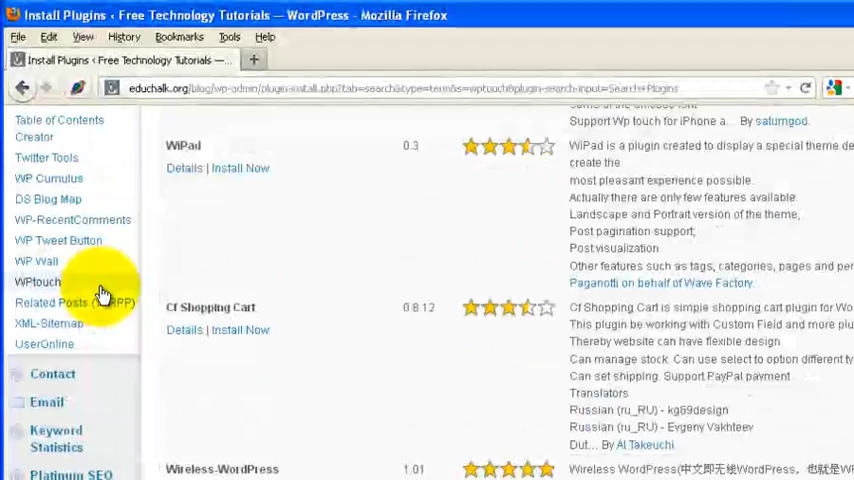 Install Plugins ‹ Free Technology Tutorials — WordPress - Mozilla Firefox
File Edit View History Bookmarks Tools Help
Install Plugins ‹ Free Technology Tutorials —... +
educhalk.org/blog/wp-admin/plugin-install.php?tab=search&type=term&s=wptouch&plugin-search-input=Search+Plugins
Table of Contents
Creator
Twitter Tools
WP Cumulus
DS Blog Map
WP-RecentComments
WP Tweet Button
WP Wall
WPtouch
Related Posts
XML-Sitemap
UserOnline
Contact
Email
Keyword
Statistics
Platinum SEO
Support Wp touch for iPhone a... By saturngod.
WiPad 0.3
Details | Install Now
WiPad is a plugin created to display a special theme de
create the
most pleasant experience possible.
Actually there are only few features available.
Landscape and Portrait version of the theme,
Post pagination support;
Post visualization.
Other features such as tags, categories, pages and per
Paganotti on behalf of Wave Factory.
Cf Shopping Cart 0.8.12
Details | Install Now
Cf Shopping Cart is simple shopping cart plugin for Wor
This plugin be working with Custom Field and more plu
Thereby website can have flexible design.
Can manage stock. Can use select to option different ty
Can set shipping. Support PayPal payment
Translators
Russian (ru_RU) - kg69design
Russian (ru_RU) - Evgeny Vakhteev
Dut... By AI Takeuchi.
Wireless-WordPress 1.01
Wireless WordPress(中文即无线WordPress，也就是WF